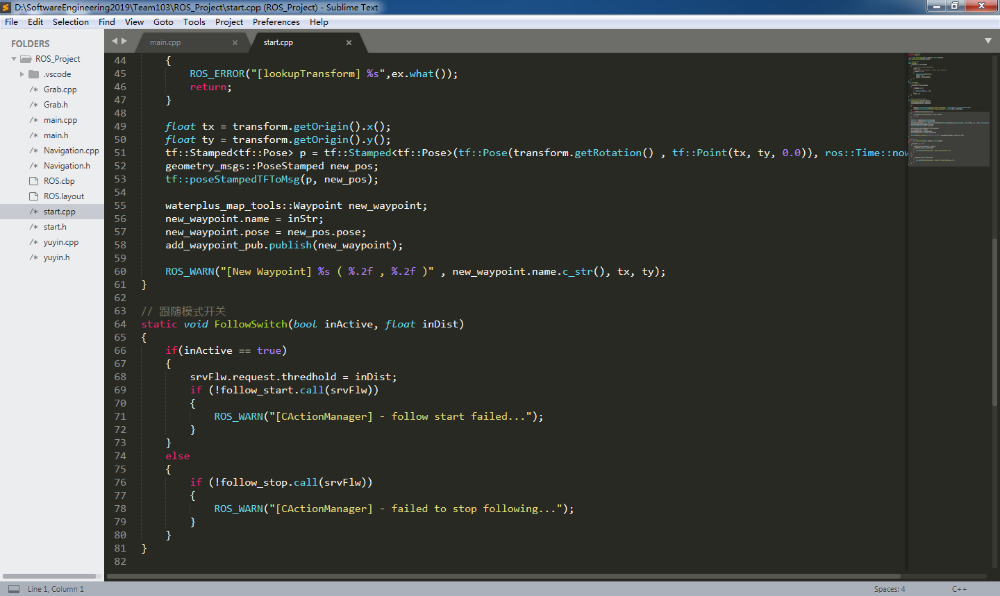 D:\SoftwareEngineering2019\Team103\ROS_Project\start.cpp (ROS_Project) - Sublime Text
File Edit Selection Find View Goto Tools Project Preferences Help
FOLDERS
ROS_Project
.vscode
/* Grab.cpp
/* Grab.h
/* main.cpp
/* main.h
/* Navigation.cpp
/* Navigation.h
ROS.cbp
ROS.layout
/* start.cpp
/* start.h
/* yuyin.cpp
/* yuyin.h
main.cpp × start.cpp ×
44 {
45 ROS_ERROR("[lookupTransform] %s",ex.what());
46 return;
47 }
48
49 float tx = transform.getOrigin().x();
50 float ty = transform.getOrigin().y();
51 tf::Stamped<tf::Pose> p = tf::Stamped<tf::Pose>(tf::Pose(transform.getRotation() , tf::Point(tx, ty, 0.0)), ros::Time::now
52 geometry_msgs::PoseStamped new_pos;
53 tf::poseStampedTFToMsg(p, new_pos);
54
55 waterplus_map_tools::Waypoint new_waypoint;
56 new_waypoint.name = inStr;
57 new_waypoint.pose = new_pos.pose;
58 add_waypoint_pub.publish(new_waypoint);
59
60 ROS_WARN("[New Waypoint] %s ( %.2f , %.2f )" , new_waypoint.name.c_str(), tx, ty);
61 }
62
63 // 跟随模式开关
64 static void FollowSwitch(bool inActive, float inDist)
65 {
66 if(inActive == true)
67 {
68 srvFlw.request.thredhold = inDist;
69 if (!follow_start.call(srvFlw))
70 {
71 ROS_WARN("[CActionManager] - follow start failed...");
72 }
73 }
74 else
75 {
76 if (!follow_stop.call(srvFlw))
77 {
78 ROS_WARN("[CActionManager] - failed to stop following...");
79 }
80 }
81 }
82
Line 1, Column 1 Spaces: 4 C++